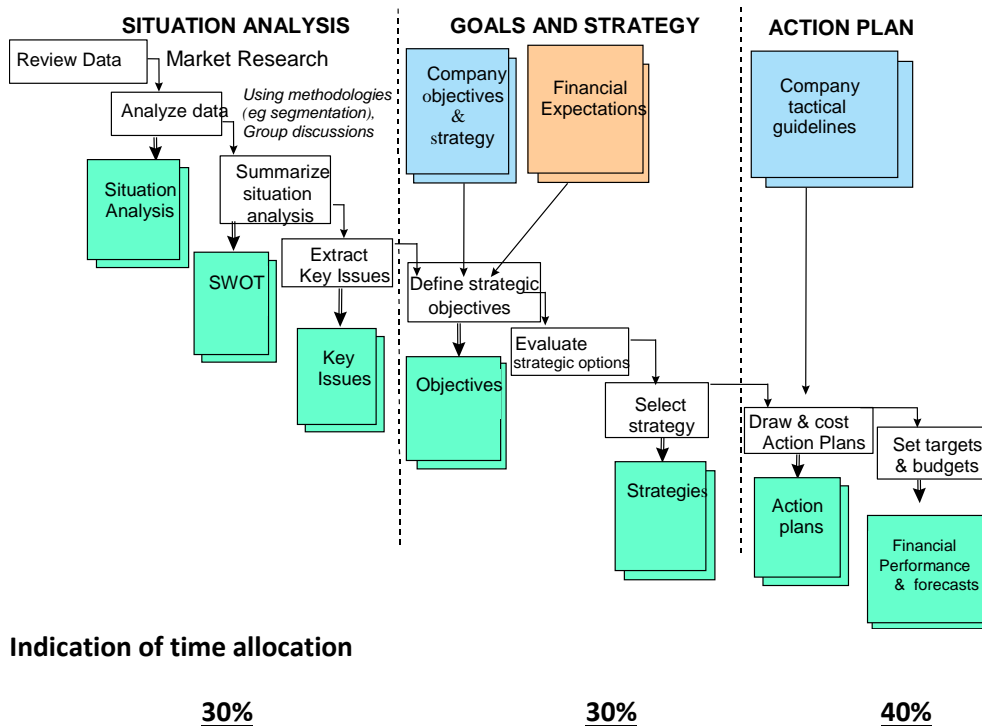 SITUATION ANALYSIS
GOALS AND STRATEGY
ACTION PLAN
Review Data
Market Research
Analyze data
Using methodologies
(eg segmentation),
Group discussions
Situation
Analysis
Summarize
situation
analysis
SWOT
Extract
Key Issues
Key
Issues
Company
objectives
&
strategy
Financial
Expectations
Define strategic
objectives
Objectives
Evaluate
strategic options
Select
strategy
Strategies
Company
tactical
guidelines
Draw & cost
Action Plans
Action
plans
Set targets
& budgets
Financial
Performance
& forecasts
Indication of time allocation
30%
30%
40%